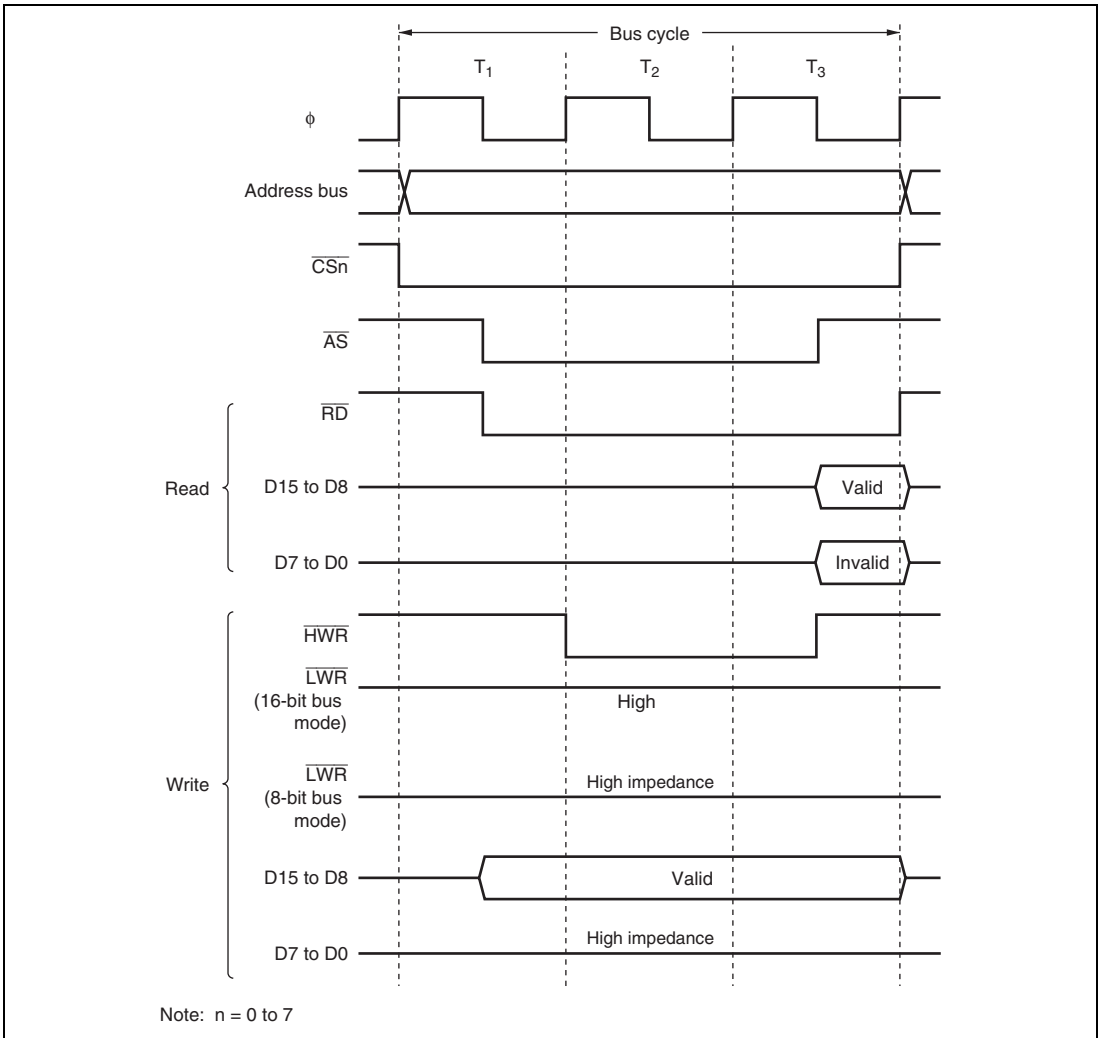 Bus cycle
T1 T2 T3
φ
Address bus
CSn
AS
RD
Read
D15 to D8 Valid
D7 to D0 Invalid
HWR
LWR
(16-bit bus
mode)
High
Write
LWR
(8-bit bus
mode)
High impedance
D15 to D8 Valid
D7 to D0 High impedance
Note: n = 0 to 7